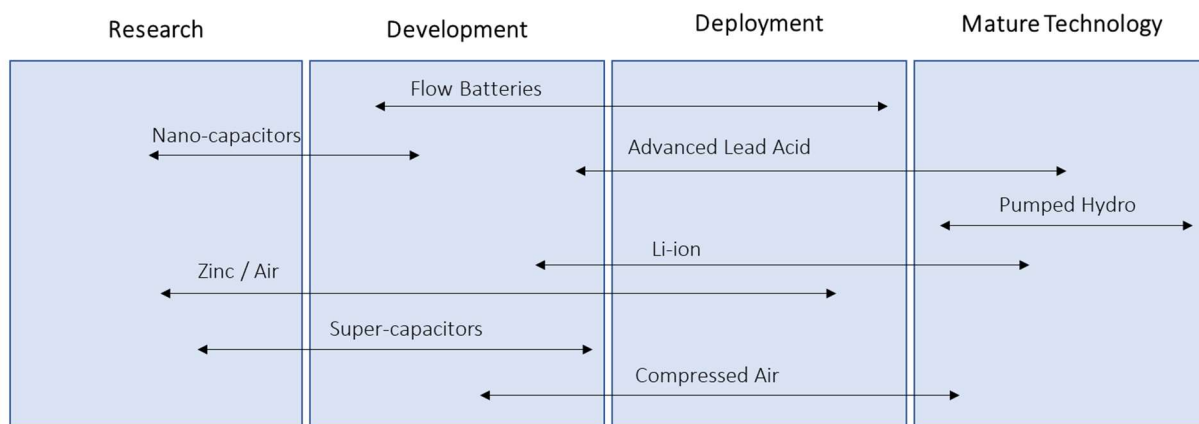 Research
Development
Deployment
Mature Technology
Flow Batteries
Nano-capacitors
Advanced Lead Acid
Pumped Hydro
Li-ion
Zinc / Air
Super-capacitors
Compressed Air